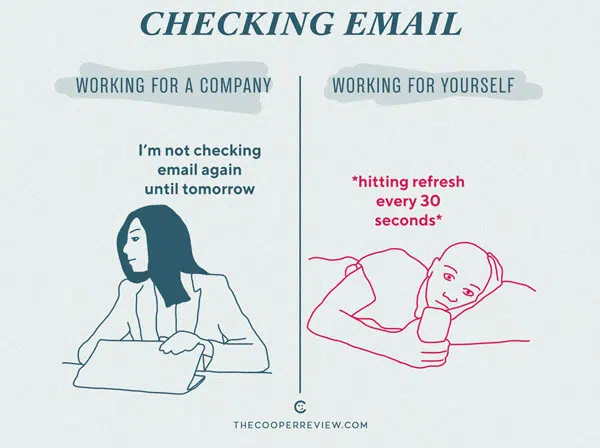 CHECKING EMAIL
WORKING FOR A COMPANY
I'm not checking
email again
until tomorrow
WORKING FOR YOURSELF
*hitting refresh
every 30
seconds*
THECOOPERREVIEW.COM